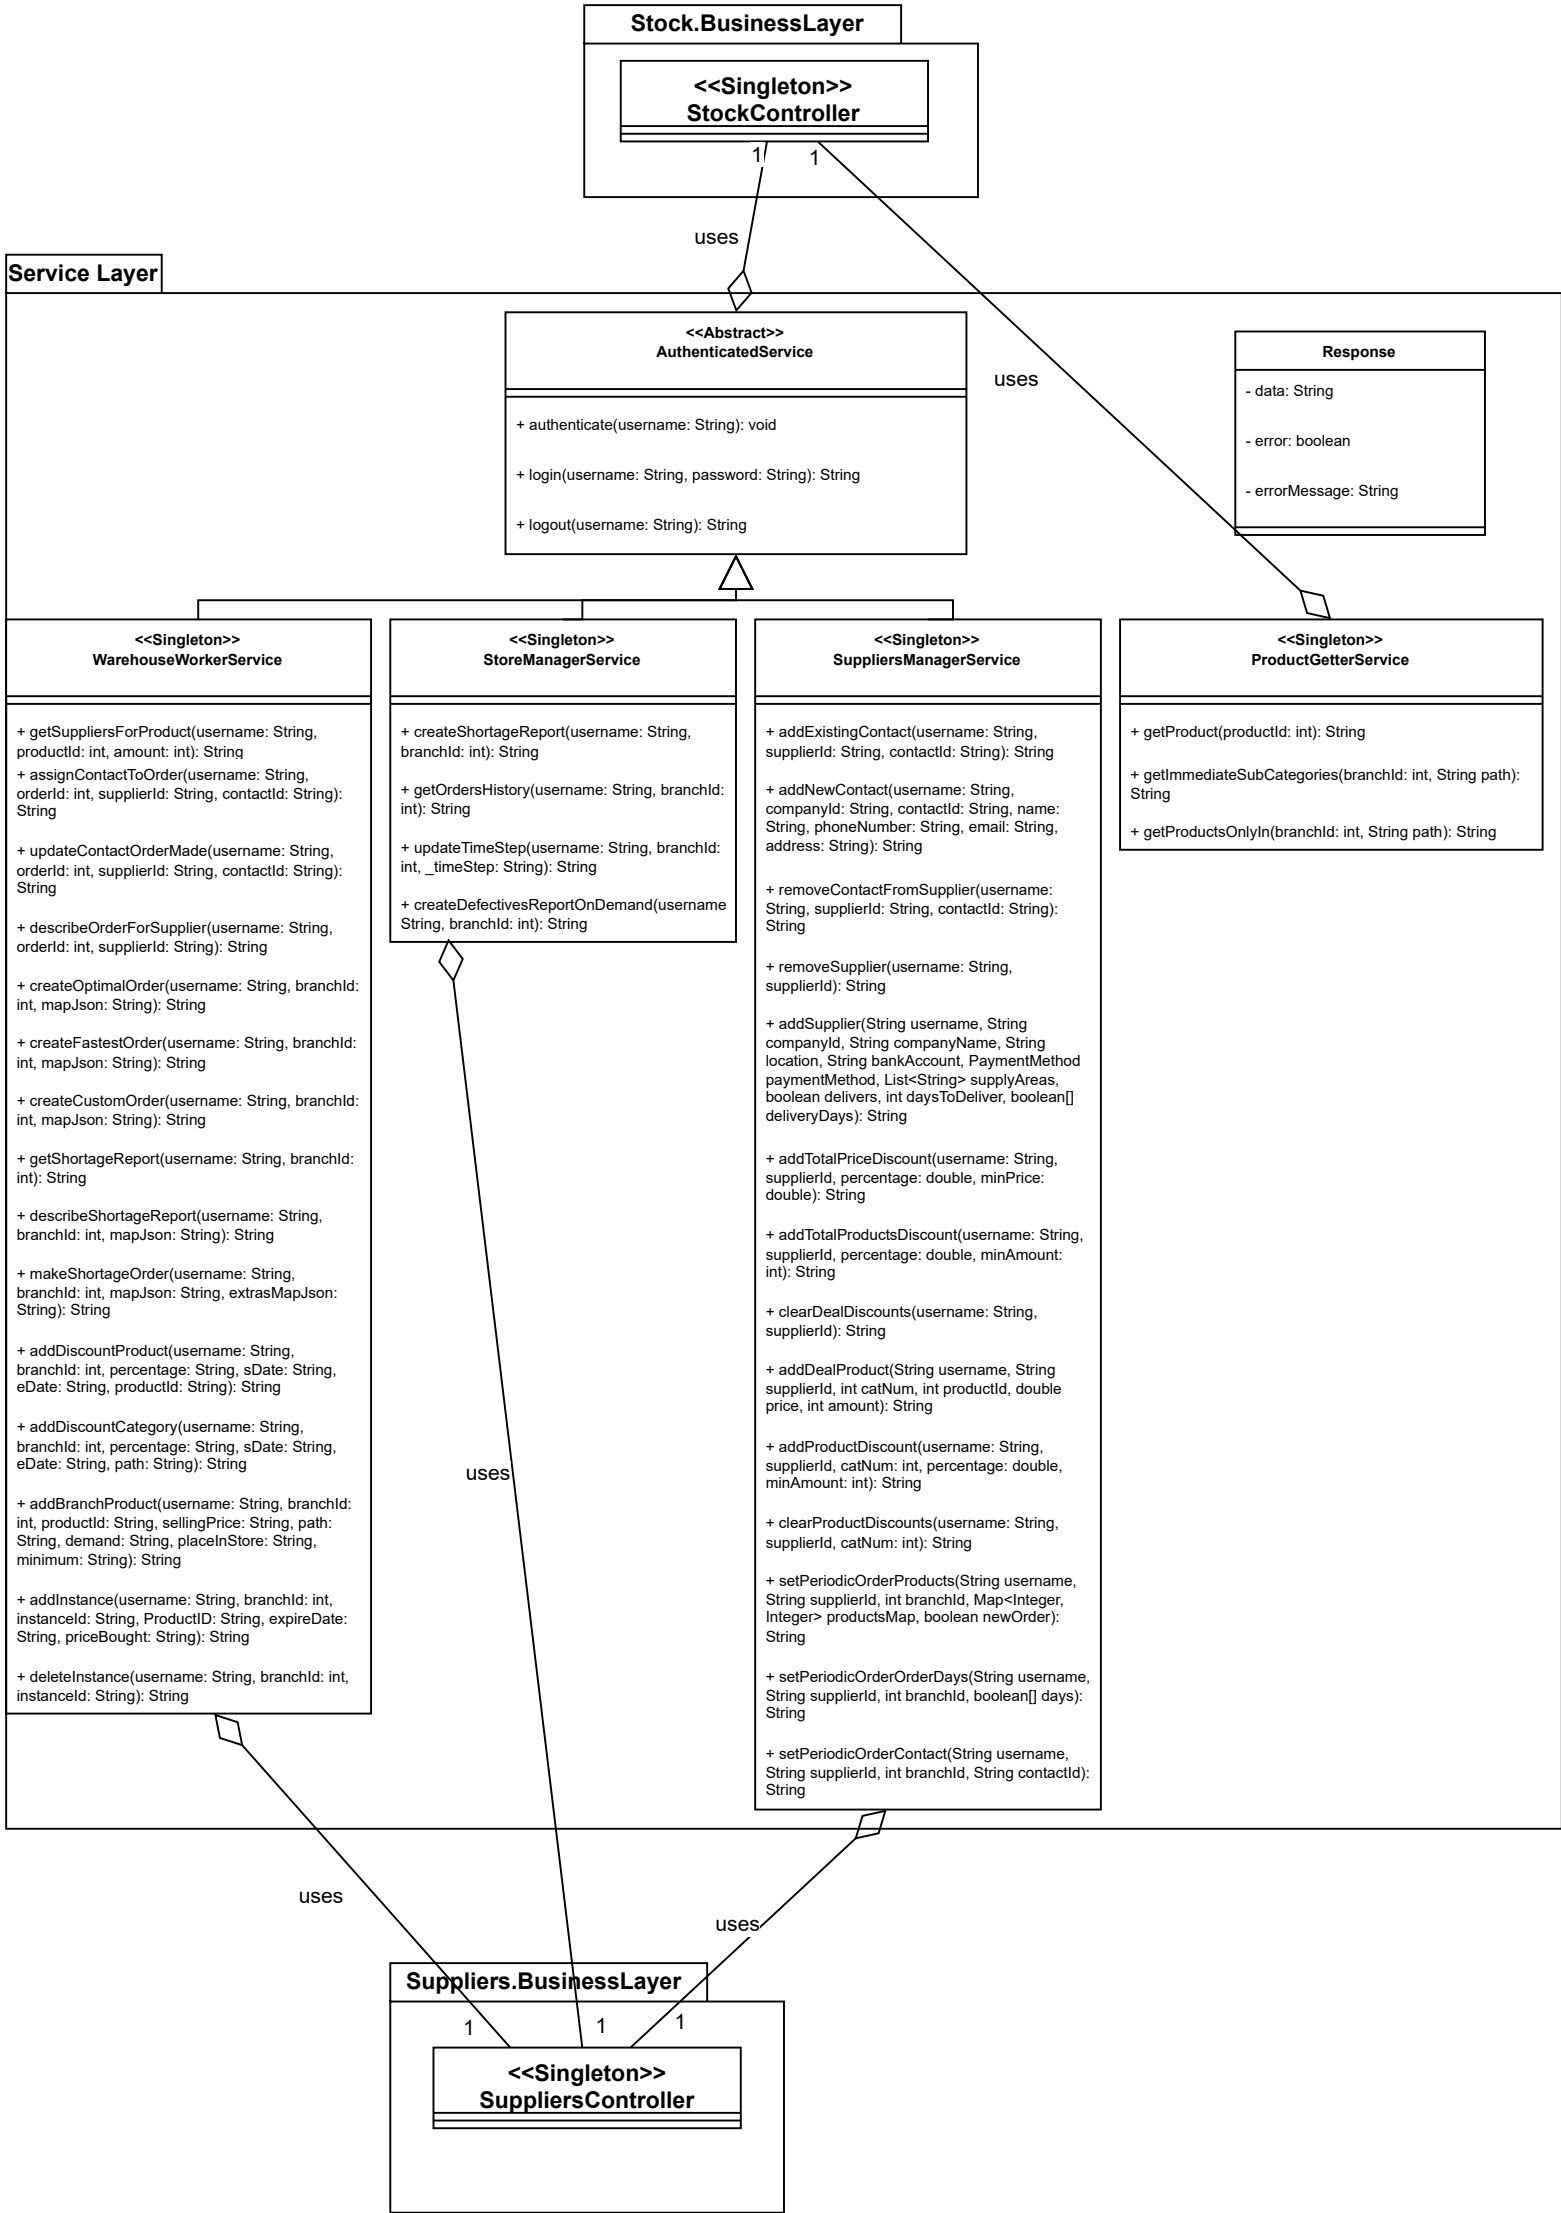 Stock.BusinessLayer
<<Singleton>>
StockController
1
1
uses
Service Layer
<<Abstract>>
AuthenticatedService
+ authenticate(username: String): void
+ login(username: String, password: String): String
+ logout(username: String): String
uses
Response
- data: String
- error: boolean
- errorMessage: String
<<Singleton>>
WarehouseWorkerService
+ getSuppliersForProduct(username: String,
productId: int, amount: int): String
+ assignContactToOrder(username: String,
orderId: int, supplierId: String, contactId: String):
String
+ updateContactOrderMade(username: String,
orderId: int, supplierId: String, contactId: String):
String
+ describeOrderForSupplier(username: String,
orderId: int, supplierId: String): String
+ createOptimalOrder(username: String, branchId:
int, mapJson: String): String
+ createFastestOrder(username: String, branchId:
int, mapJson: String): String
+ createCustomOrder(username: String, branchId:
int, mapJson: String): String
+ getShortageReport(username: String, branchId:
int): String
+ describeShortageReport(username: String,
branchId: int, mapJson: String): String
+ makeShortageOrder(username: String,
branchId: int, mapJson: String, extrasMapJson:
String): String
+ addDiscountProduct(username: String,
branchId: int, percentage: String, sDate: String,
eDate: String, productId: String): String
+ addDiscountCategory(username: String,
branchId: int, percentage: String, sDate: String,
eDate: String, path: String): String
+ addBranchProduct(username: String, branchId:
int, productId: String, sellingPrice: String, path:
String, demand: String, placeInStore: String,
minimum: String): String
+ addInstance(username: String, branchId: int,
instanceId: String, ProductID: String, expireDate:
String, priceBought: String): String
+ deleteInstance(username: String, branchId: int,
instanceId: String): String
<<Singleton>>
StoreManagerService
+ createShortageReport(username: String,
branchId: int): String
+ getOrdersHistory(username: String, branchId:
int): String
+ updateTimeStep(username: String, branchId:
int, _timeStep: String): String
+ createDefectivesReportOnDemand(username
String, branchId: int): String
<<Singleton>>
SuppliersManagerService
+ addExistingContact(username: String,
supplierId: String, contactId: String): String
+ addNewContact(username: String,
companyId: String, contactId: String, name:
String, phoneNumber: String, email: String,
address: String): String
+ removeContactFromSupplier(username:
String, supplierId: String, contactId: String):
String
+ removeSupplier(username: String,
supplierId): String
+ addSupplier(String username, String
companyId, String companyName, String
location, String bankAccount, PaymentMethod
paymentMethod, List<String> supplyAreas,
boolean delivers, int daysToDeliver, boolean[]
deliveryDays): String
+ addTotalPriceDiscount(username: String,
supplierId, percentage: double, minPrice:
double): String
+ addTotalProductsDiscount(username: String,
supplierId, percentage: double, minAmount:
int): String
+ clearDealDiscounts(username: String,
supplierId): String
+ addDealProduct(String username, String
supplierId, int catNum, int productId, double
price, int amount): String
+ addProductDiscount(username: String,
supplierId, catNum: int, percentage: double,
minAmount: int): String
+ clearProductDiscounts(username: String,
supplierId, catNum: int): String
+ setPeriodicOrderProducts(String username,
String supplierId, int branchId, Map<Integer,
Integer> productsMap, boolean newOrder):
String
+ setPeriodicOrderOrderDays(String username,
String supplierId, int branchId, boolean[] days):
String
+ setPeriodicOrderContact(String username,
String supplierId, int branchId, String contactId):
String
<<Singleton>>
ProductGetterService
+ getProduct(productId: int): String
+ getImmediateSubCategories(branchId: int, String path):
String
+ getProductsOnlyIn(branchId: int, String path): String
uses
uses
uses
Suppliers.BusinessLayer
1
1
1
<<Singleton>>
SuppliersController